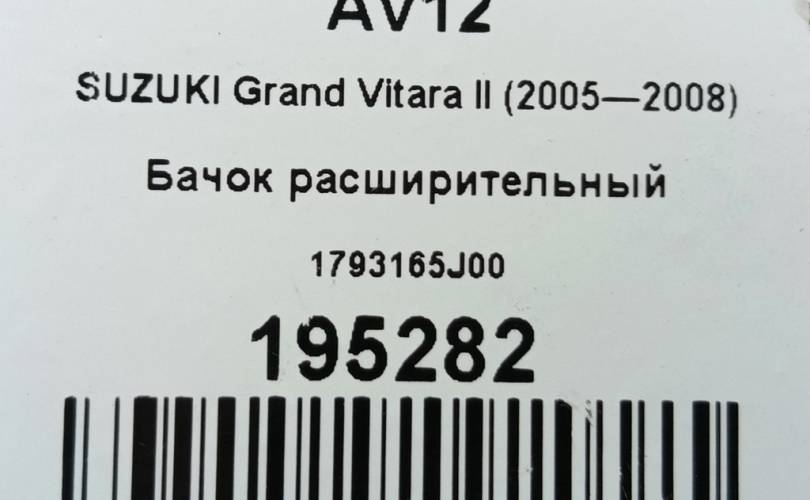 AV12
SUZUKI Grand Vitara II (2005—2008)
Бачок расширительный
1793165J00
195282